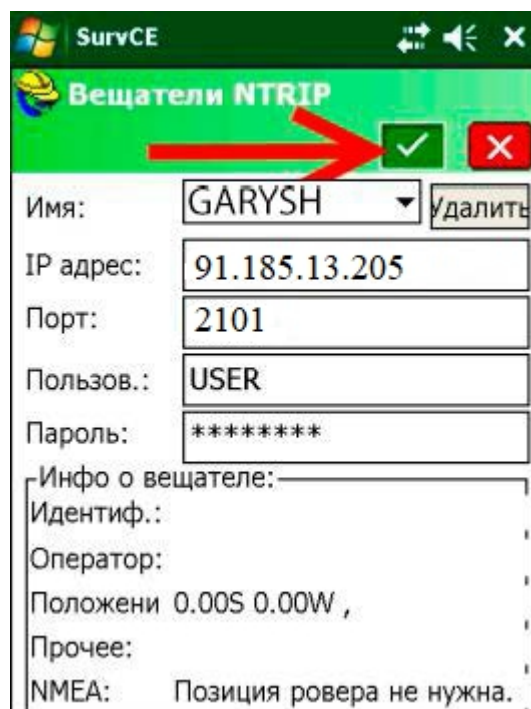 SurvCE
Вещатели NTRIP
Имя: GARYSH Удалить
IP адрес: 91.185.13.205
Порт: 2101
Пользов.: USER
Пароль: ********
Инфо о вещателе:
Идентиф.:
Оператор:
Положени 0.00S 0.00W ,
Прочее:
NMEA: Позиция ровера не нужна.